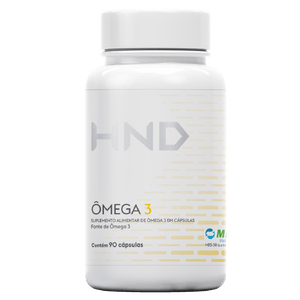 HND
ÔMEGA 3
SUPLEMENTO ALIMENTAR DE ÔMEGA 3 EM CÁPSULAS
Fonte de Ômega 3
Contém 90 cápsulas